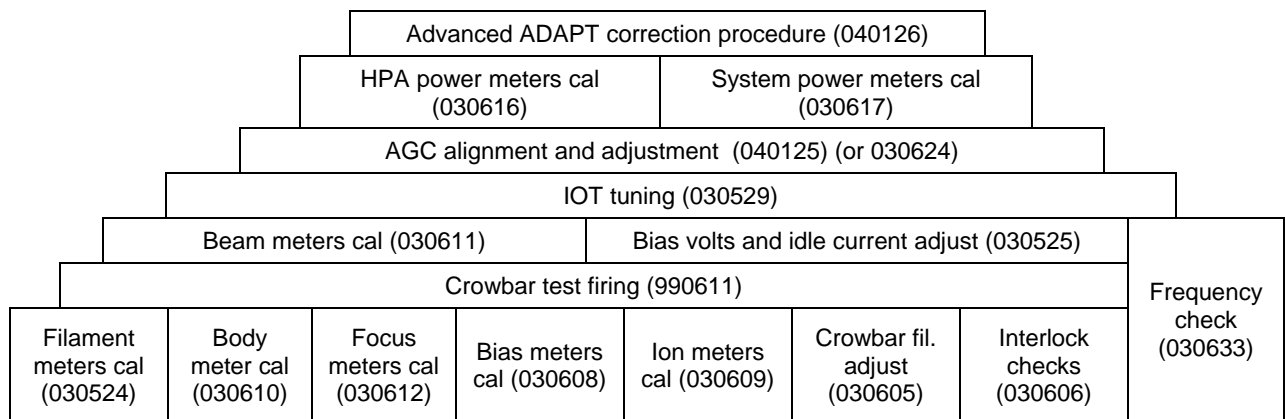 Advanced ADAPT correction procedure (040126)
HPA power meters cal
(030616)
System power meters cal
(030617)
AGC alignment and adjustment  (040125) (or 030624)
IOT tuning (030529)
Beam meters cal (030611)
Bias volts and idle current adjust (030525)
Crowbar test firing (990611)
Frequency
check
(030633)
Filament
meters cal
(030524)
Body
meter cal
(030610)
Focus
meters cal
(030612)
Bias meters
cal (030608)
Ion meters
cal (030609)
Crowbar fil.
adjust
(030605)
Interlock
checks
(030606)